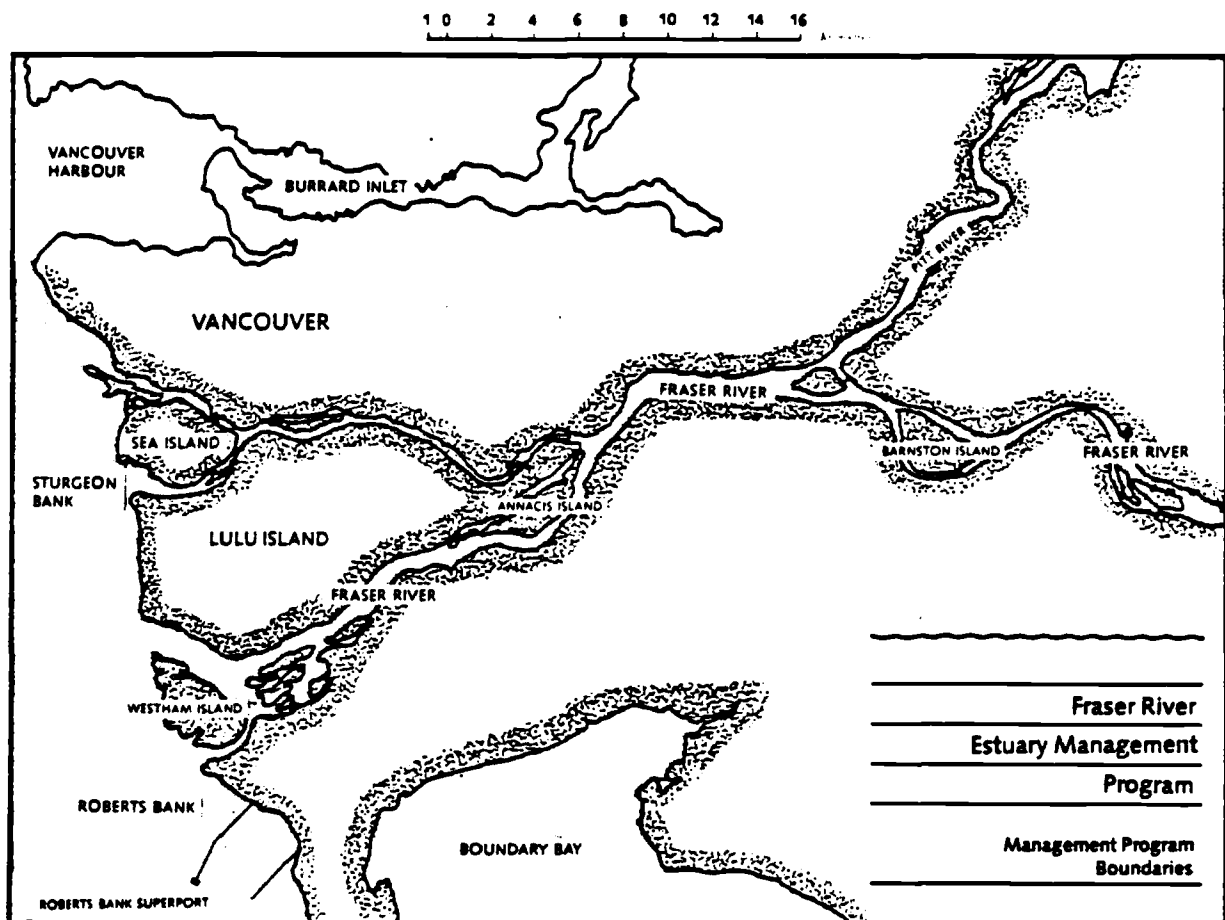 1 0 2 4 6 8 10 12 14 16
VANCOUVER
HARBOUR
BURRARD INLET
PITT RIVER
VANCOUVER
FRASER RIVER
SEA ISLAND
BARNSTON ISLAND
FRASER RIVER
STURGEON
BANK
ANNACIS ISLAND
LULU ISLAND
FRASER RIVER
WESTHAM ISLAND
Fraser River
Estuary Management
Program
ROBERTS BANK
BOUNDARY BAY
Management Program
Boundaries
ROBERTS BANK SUPERPORT